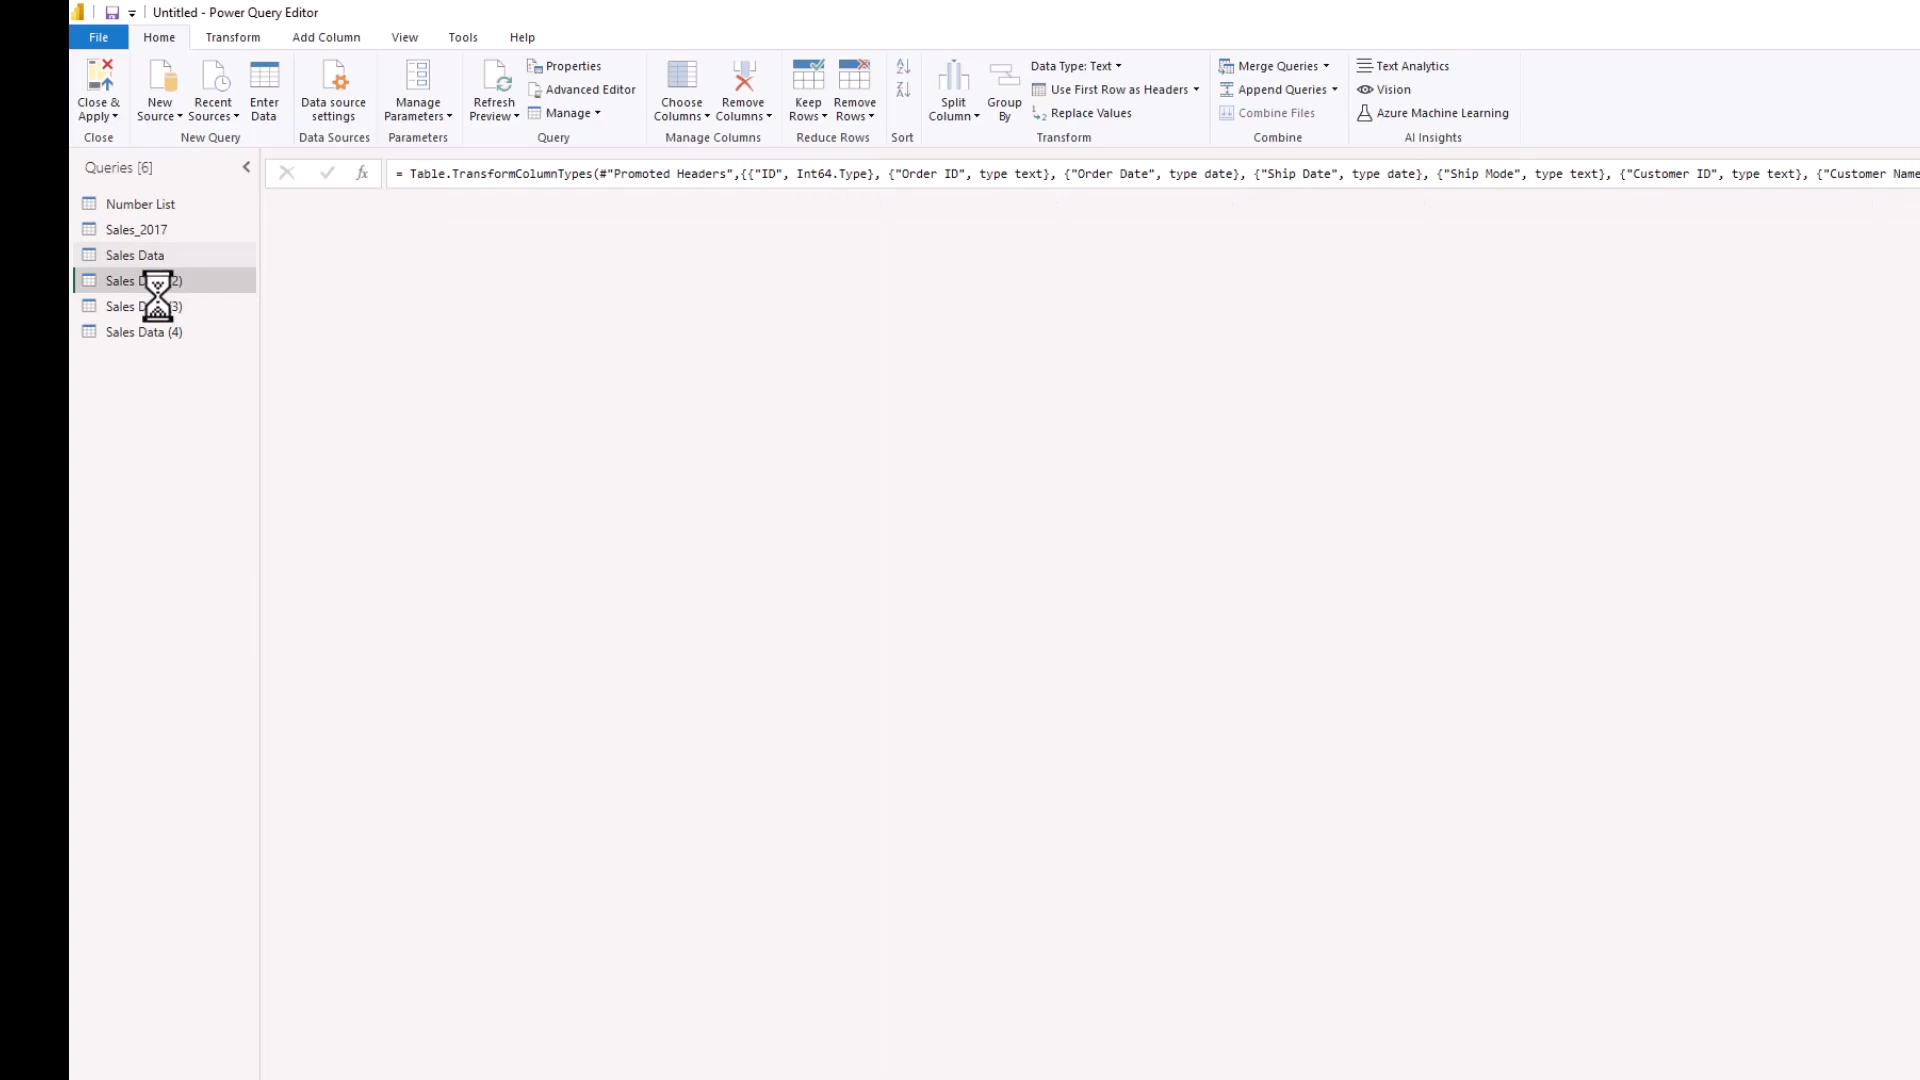 Untitled - Power Query Editor
File Home Transform Add Column View Tools Help
Close & Apply
New Source
Recent Sources
Enter Data
Data source settings
Manage Parameters
Refresh Preview
Properties
Advanced Editor
Manage
Choose Columns
Remove Columns
Keep Rows
Remove Rows
Split Column
Group By
Data Type: Text
Use First Row as Headers
Replace Values
Merge Queries
Append Queries
Combine Files
Text Analytics
Vision
Azure Machine Learning
Close New Query Data Sources Parameters Query Manage Columns Reduce Rows Sort Transform Combine AI Insights
Queries [6]
fx = Table.TransformColumnTypes(#"Promoted Headers",{{"ID", Int64.Type}, {"Order ID", type text}, {"Order Date", type date}, {"Ship Date", type date}, {"Ship Mode", type text}, {"Customer ID", type text}, {"Customer Name
Number List
Sales_2017
Sales Data
Sales 2)
Sales 3)
Sales Data (4)